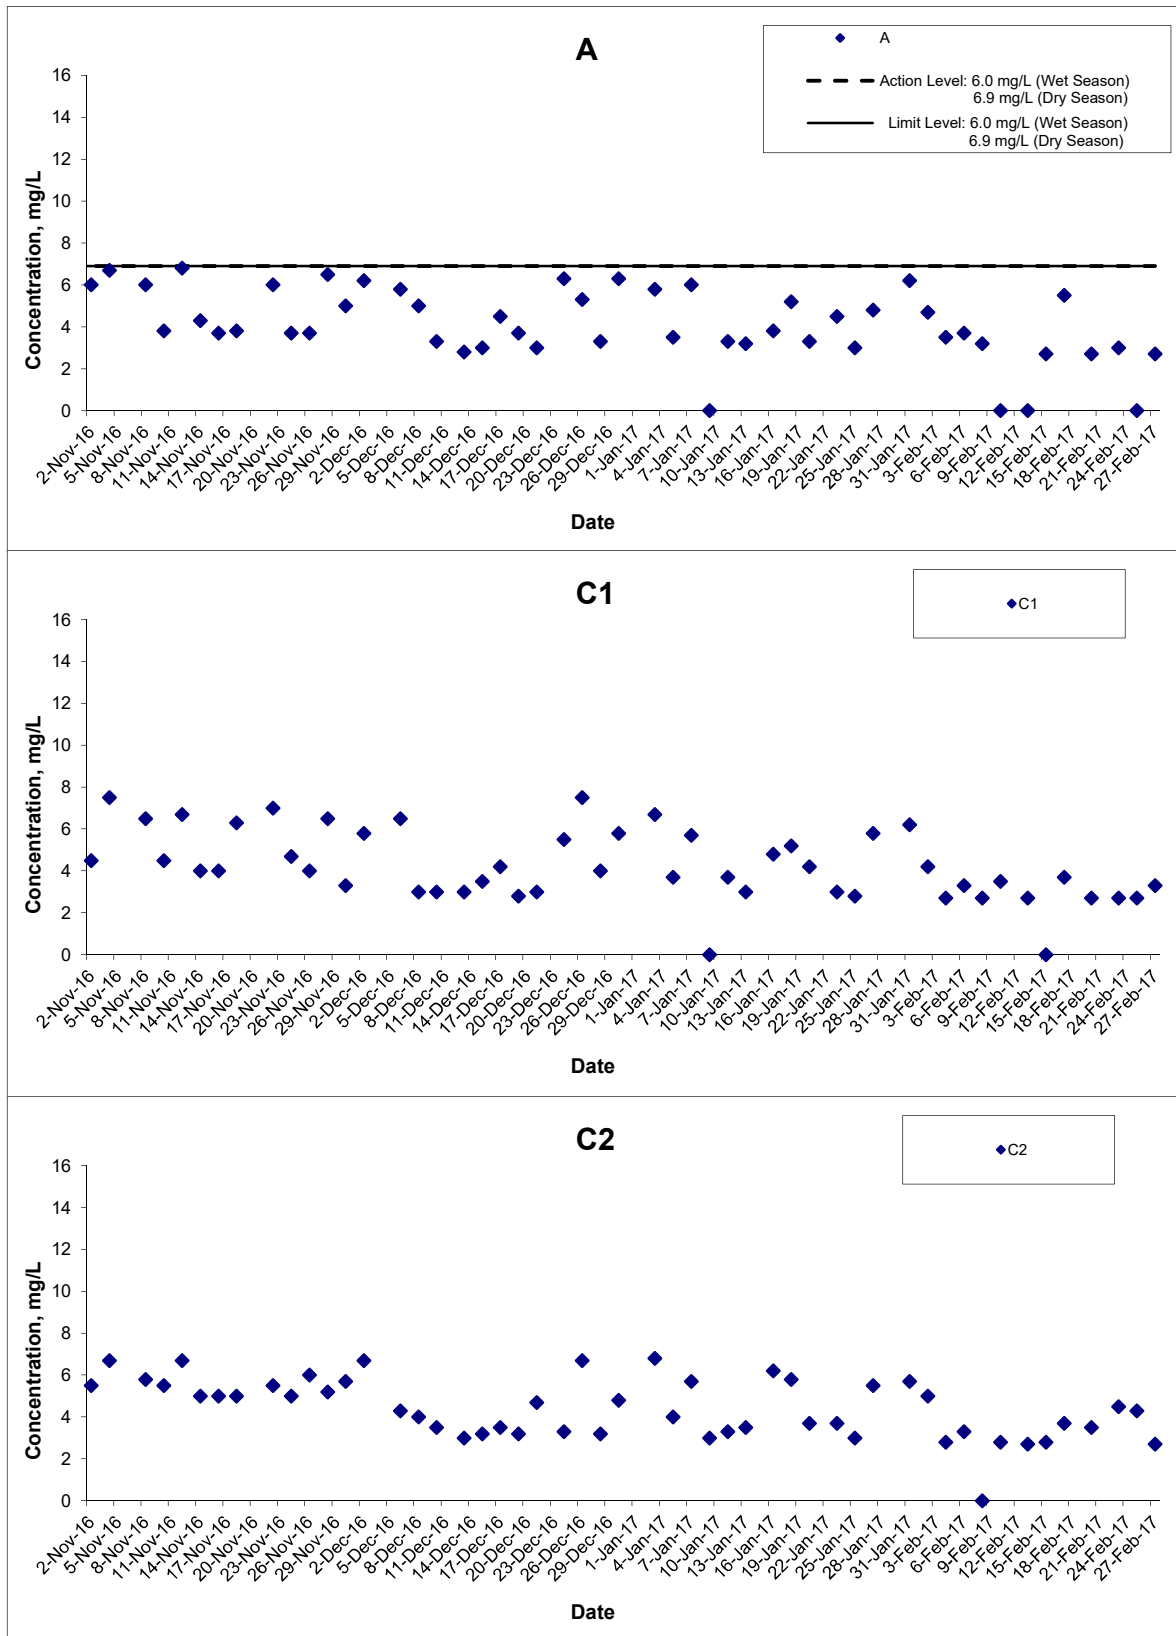 A
A
Action Level: 6.0 mg/L (Wet Season)
6.9 mg/L (Dry Season)
Limit Level: 6.0 mg/L (Wet Season)
6.9 mg/L (Dry Season)
Concentration, mg/L
16
14
12
10
8
6
4
2
0
2-Nov-16
5-Nov-16
8-Nov-16
11-Nov-16
14-Nov-16
17-Nov-16
20-Nov-16
23-Nov-16
26-Nov-16
29-Nov-16
2-Dec-16
5-Dec-16
8-Dec-16
11-Dec-16
14-Dec-16
17-Dec-16
20-Dec-16
23-Dec-16
26-Dec-16
29-Dec-16
1-Jan-17
4-Jan-17
7-Jan-17
10-Jan-17
13-Jan-17
16-Jan-17
19-Jan-17
22-Jan-17
25-Jan-17
28-Jan-17
31-Jan-17
3-Feb-17
6-Feb-17
9-Feb-17
12-Feb-17
15-Feb-17
18-Feb-17
21-Feb-17
24-Feb-17
27-Feb-17
Date
C1
C1
Concentration, mg/L
16
14
12
10
8
6
4
2
0
2-Nov-16
5-Nov-16
8-Nov-16
11-Nov-16
14-Nov-16
17-Nov-16
20-Nov-16
23-Nov-16
26-Nov-16
29-Nov-16
2-Dec-16
5-Dec-16
8-Dec-16
11-Dec-16
14-Dec-16
17-Dec-16
20-Dec-16
23-Dec-16
26-Dec-16
29-Dec-16
1-Jan-17
4-Jan-17
7-Jan-17
10-Jan-17
13-Jan-17
16-Jan-17
19-Jan-17
22-Jan-17
25-Jan-17
28-Jan-17
31-Jan-17
3-Feb-17
6-Feb-17
9-Feb-17
12-Feb-17
15-Feb-17
18-Feb-17
21-Feb-17
24-Feb-17
27-Feb-17
Date
C2
C2
Concentration, mg/L
16
14
12
10
8
6
4
2
0
2-Nov-16
5-Nov-16
8-Nov-16
11-Nov-16
14-Nov-16
17-Nov-16
20-Nov-16
23-Nov-16
26-Nov-16
29-Nov-16
2-Dec-16
5-Dec-16
8-Dec-16
11-Dec-16
14-Dec-16
17-Dec-16
20-Dec-16
23-Dec-16
26-Dec-16
29-Dec-16
1-Jan-17
4-Jan-17
7-Jan-17
10-Jan-17
13-Jan-17
16-Jan-17
19-Jan-17
22-Jan-17
25-Jan-17
28-Jan-17
31-Jan-17
3-Feb-17
6-Feb-17
9-Feb-17
12-Feb-17
15-Feb-17
18-Feb-17
21-Feb-17
24-Feb-17
27-Feb-17
Date